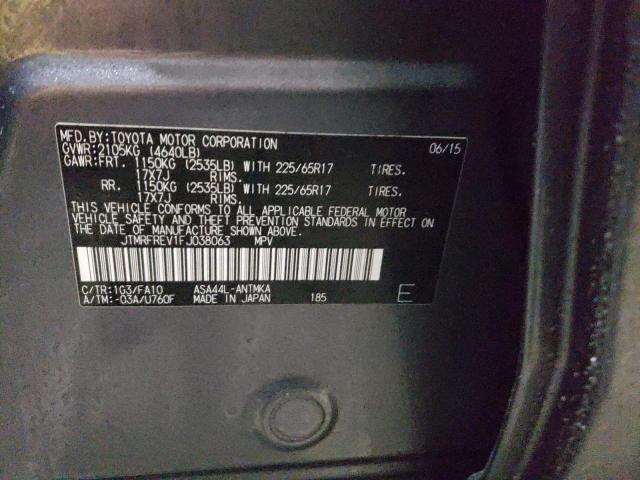 MFD.BY:TOYOTA MOTOR CORPORATION 06/15
GVWR:2105KG (4640LB)
GAWR:FRT. 1150KG (2535LB) WITH 225/65R17 TIRES.
17X7J RIMS.
RR. 1150KG (2535LB) WITH 225/65R17 TIRES.
17X7J RIMS.
THIS VEHICLE CONFORMS TO ALL APPLICABLE FEDERAL MOTOR
VEHICLE SAFETY AND THEFT PREVENTION STANDARDS IN EFFECT ON
THE DATE OF MANUFACTURE SHOWN ABOVE.
JTMRFREV1FJ038063 MPV
C/TR:1G3/FA10 ASA44L-ANTMKA
A/TM:-03A/U760F MADE IN JAPAN 185 E